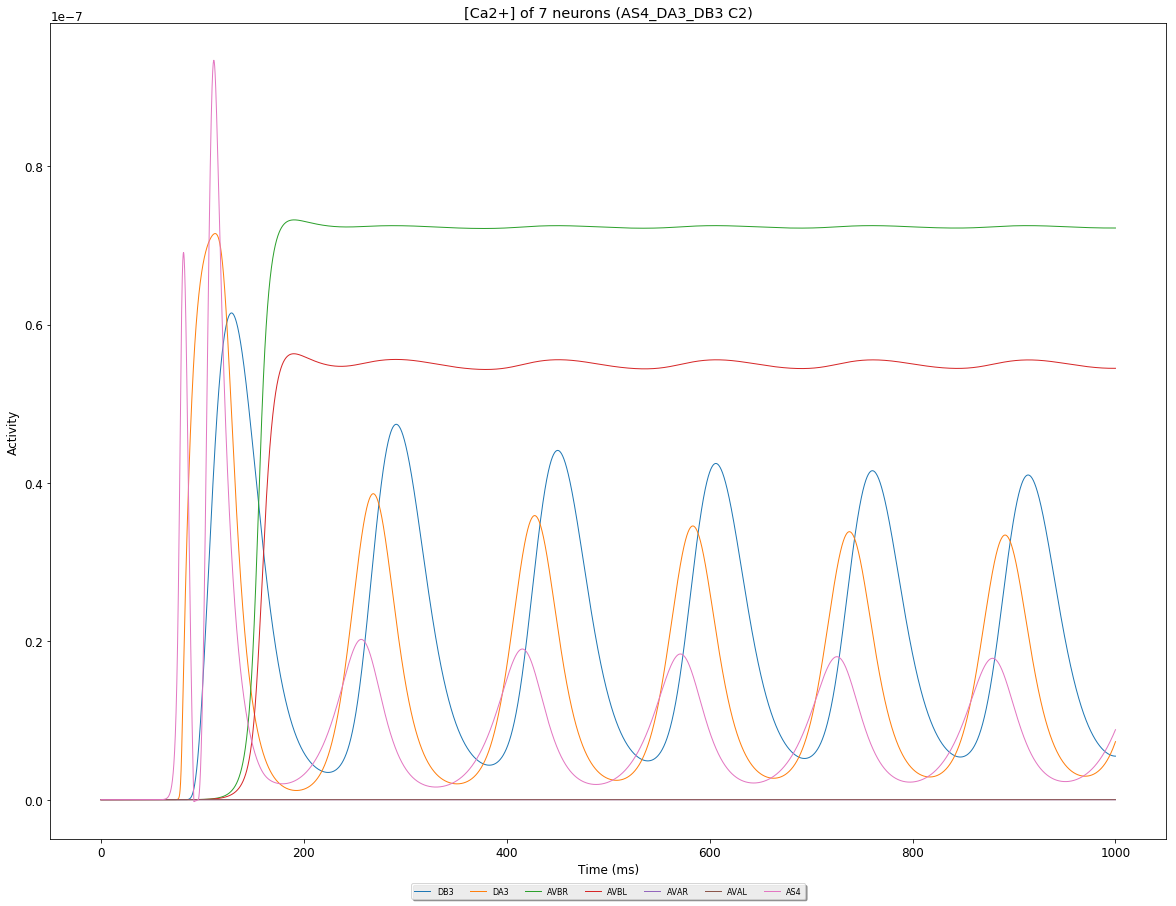 [Ca2+] of 7 neurons (AS4_DA3_DB3 C2)
1e−7
0.8
0.6
0.4
0.2
0.0
Activity
0 200 400 600 800 1000
Time (ms)
DB3 DA3 AVBR AVBL AVAR AVAL AS4